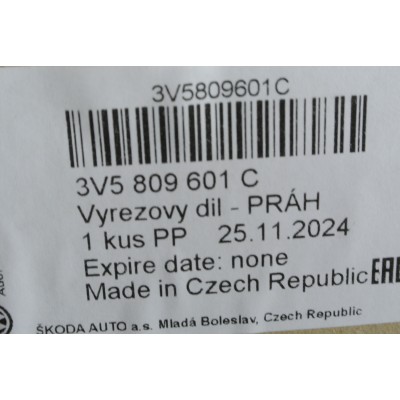 3V5809601C
3V5 809 601 C
Vyrezovy dil - PRÁH
1 kus PP 25.11.2024
Expire date: none
Made in Czech Republic EAC
ŠKODA AUTO a.s. Mladá Boleslav, Czech Republic